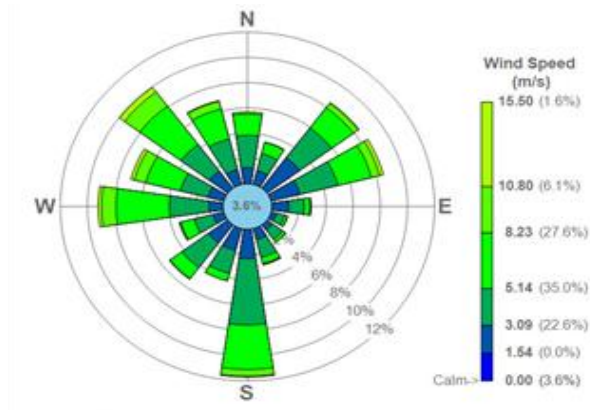 N
Wind Speed
(m/s)
15.50 (1.6%)
10.80 (6.1%)
W
3.6%
E
8.23 (27.6%)
2%
4%
5.14 (35.0%)
6%
8%
3.09 (22.6%)
10%
1.54 (0.0%)
12%
Calm-> 0.00 (3.6%)
S